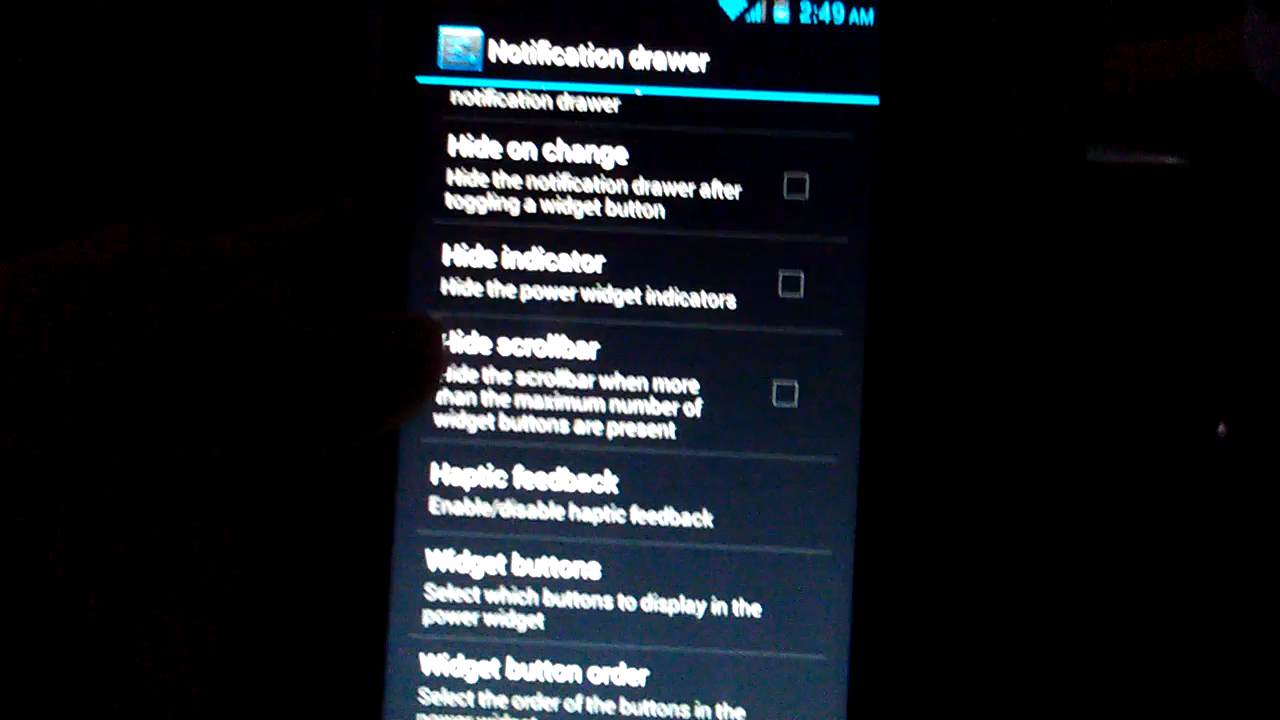 2:49 AM
Notification drawer
notification drawer
Hide on change
Hide the notification drawer after
toggling a widget button
Hide indicator
Hide the power widget indicators
Hide scrollbar
Hide the scrollbar when more
than the maximum number of
widget buttons are present
Haptic feedback
Enable/disable haptic feedback
Widget buttons
Select which buttons to display in the
power widget
Widget button order
Select the order of the buttons in the
power widget